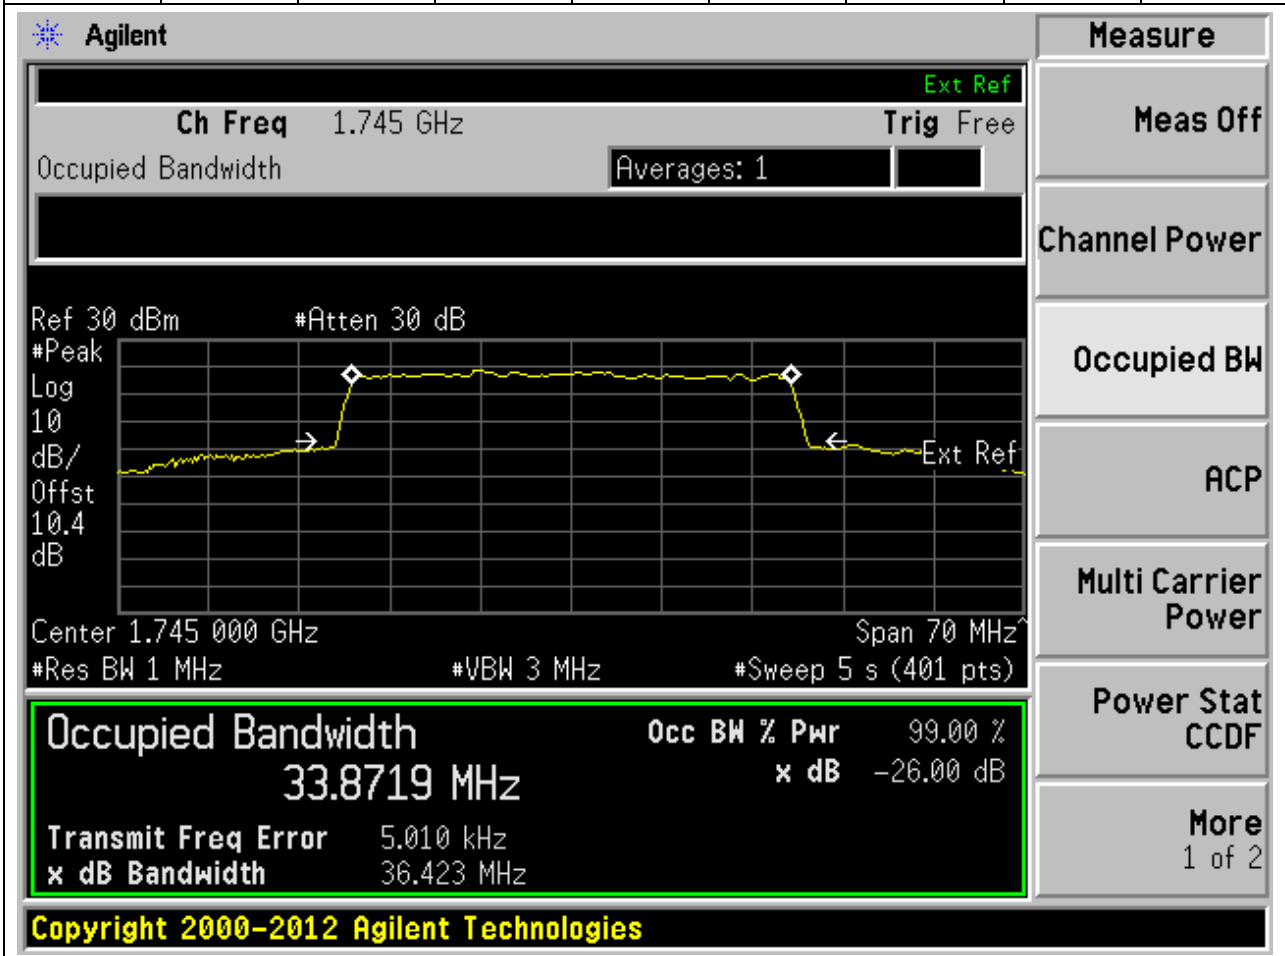 Agilent
Measure
Ext Ref
Ch Freq 1.745 GHz Trig Free
Meas Off
Occupied Bandwidth Averages: 1
Channel Power
Ref 30 dBm #Atten 30 dB
#Peak
Log
10
dB/
Offst
10.4
dB
Ext Ref
Occupied BW
ACP
Center 1.745 000 GHz Span 70 MHz^
#Res BW 1 MHz #VBW 3 MHz #Sweep 5 s (401 pts)
Multi Carrier
Power
Occupied Bandwidth Occ BW % Pwr 99.00 %
33.8719 MHz x dB -26.00 dB
Power Stat
CCDF
Transmit Freq Error 5.010 kHz
x dB Bandwidth 36.423 MHz
More
1 of 2
Copyright 2000-2012 Agilent Technologies